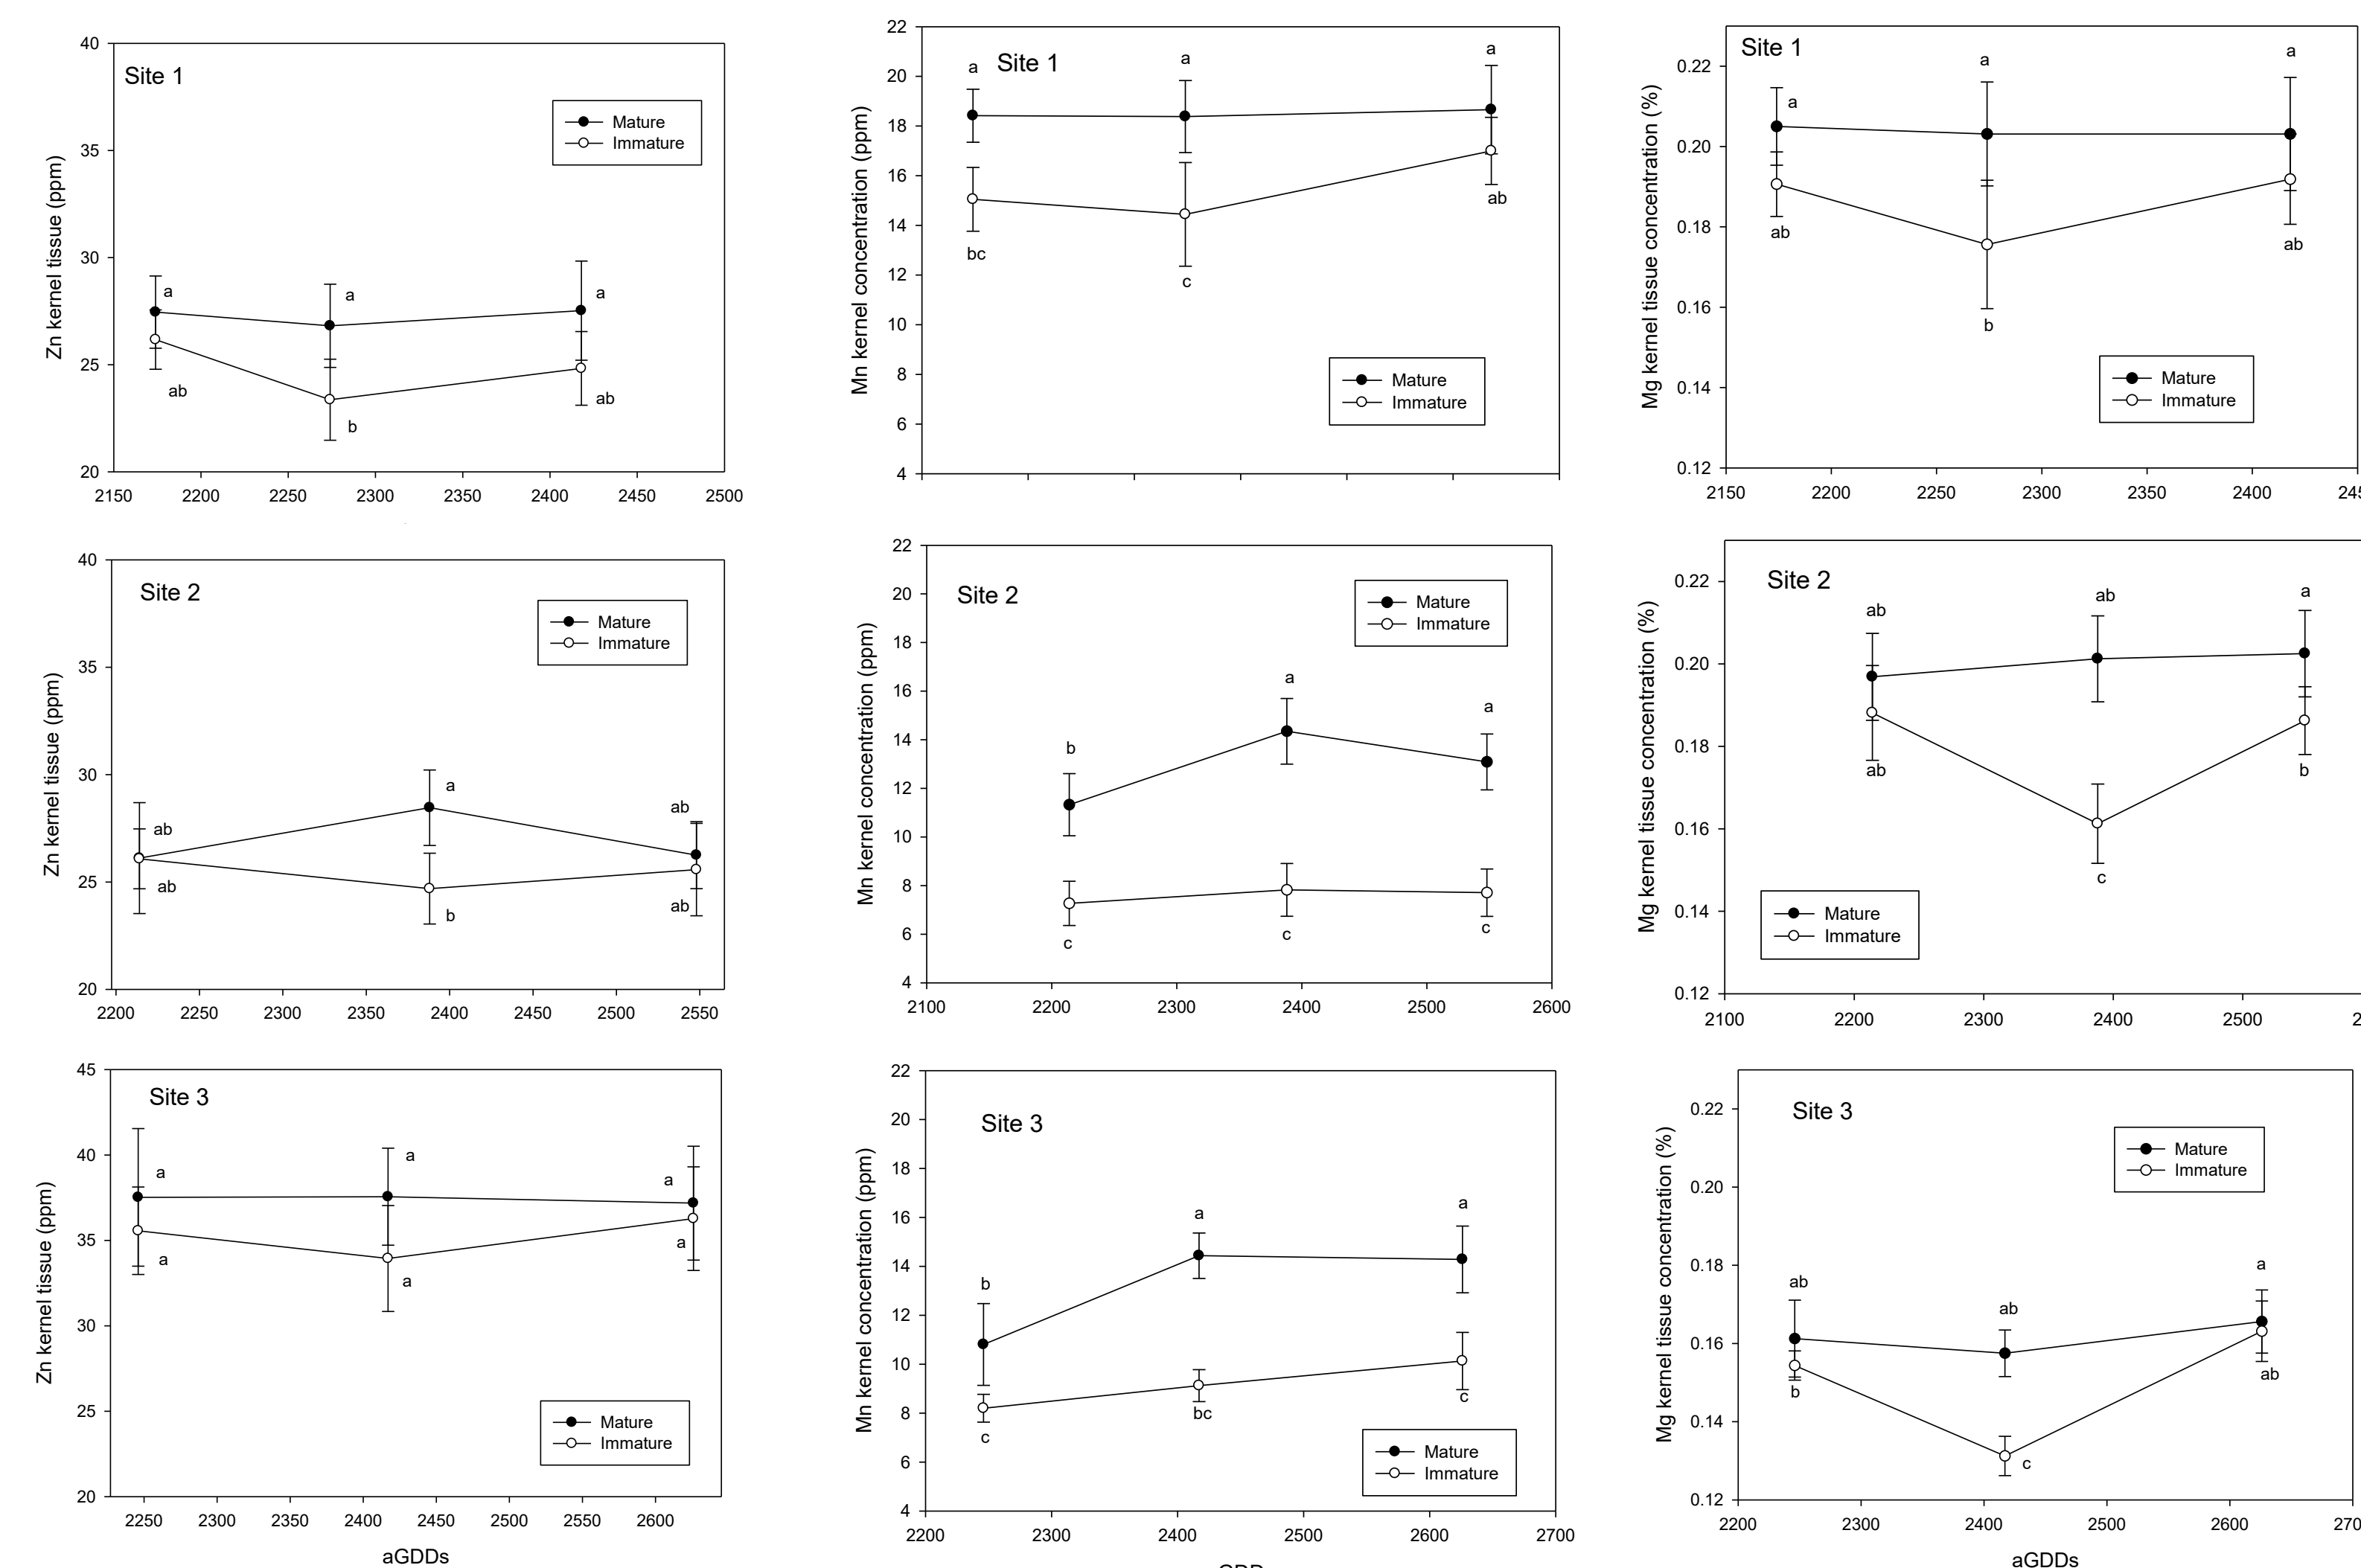 40
35
30
25
20
Zn kernel tissue (ppm)
Site 1
Mature
Immature
a
a
a
ab
b
ab
2150 2200 2250 2300 2350 2400 2450 2500
22
20
18
16
14
12
10
8
6
4
Mn kernel concentration (ppm)
Site 1
a
a
a
bc
c
ab
Mature
Immature
0.22
0.20
0.18
0.16
0.14
0.12
Mg kernel tissue concentration (%)
Site 1
a
a
a
ab
b
ab
Mature
Immature
2150 2200 2250 2300 2350 2400 245
40
35
30
25
20
Zn kernel tissue (ppm)
Site 2
Mature
Immature
ab
a
ab
ab
b
ab
2200 2250 2300 2350 2400 2450 2500 2550
22
20
18
16
14
12
10
8
6
4
Mn kernel concentration (ppm)
Site 2
Mature
Immature
b
a
a
c
c
c
2100 2200 2300 2400 2500 2600
0.22
0.20
0.18
0.16
0.14
0.12
Mg kernel tissue concentration (%)
Site 2
ab
ab
a
ab
c
b
Mature
Immature
2100 2200 2300 2400 2500 2
45
40
35
30
25
20
Zn kernel tissue (ppm)
Site 3
a
a
a
a
a
a
Mature
Immature
2250 2300 2350 2400 2450 2500 2550 2600
aGDDs
22
20
18
16
14
12
10
8
6
4
Mn kernel concentration (ppm)
Site 3
b
a
a
c
bc
c
Mature
Immature
2200 2300 2400 2500 2600 2700
0.22
0.20
0.18
0.16
0.14
0.12
Mg kernel tissue concentration (%)
Site 3
Mature
Immature
ab
ab
a
b
c
ab
2200 2300 2400 2500 2600 270
aGDDs